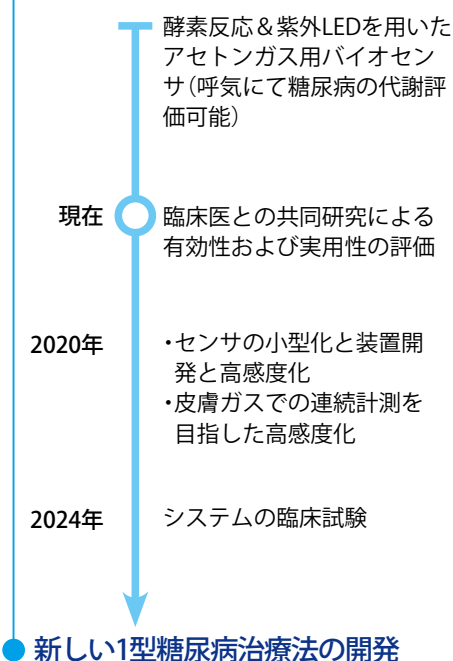 酵素反応＆紫外LEDを用いた
アセトンガス用バイオセン
サ（呼気にて糖尿病の代謝評
価可能）
現在
臨床医との共同研究による
有効性および実用性の評価
2020年
・センサの小型化と装置開
発と高感度化
・皮膚ガスでの連続計測を
目指した高感度化
2024年
システムの臨床試験
新しい1型糖尿病治療法の開発